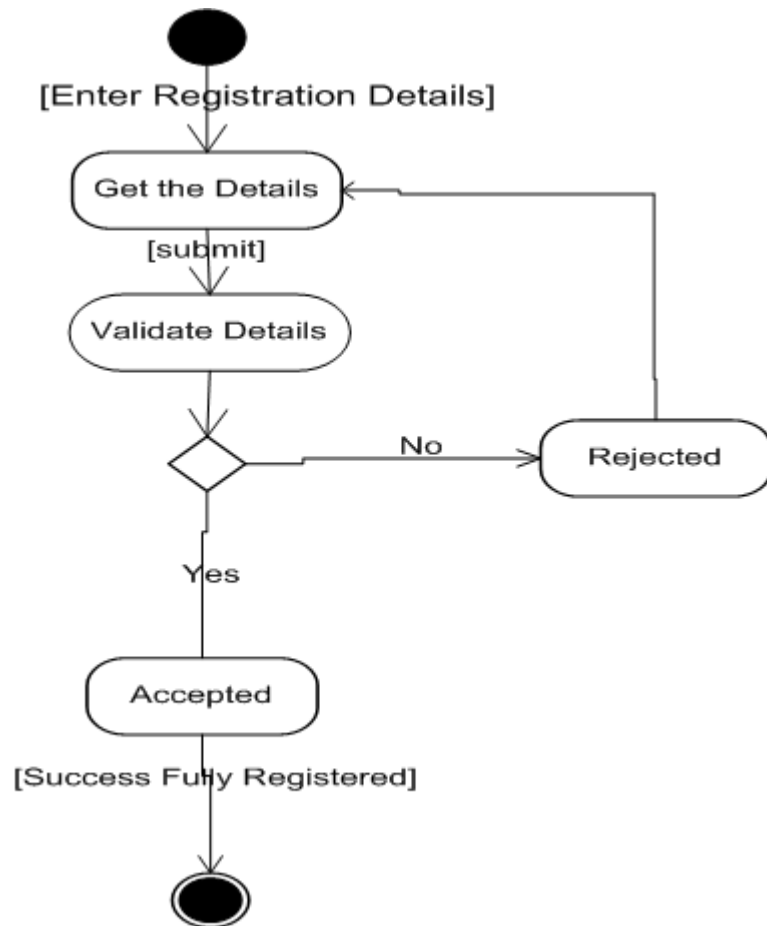 [Enter Registration Details]
Get the Details
[submit]
Validate Details
No
Rejected
Yes
Accepted
[Success Fully Registered]